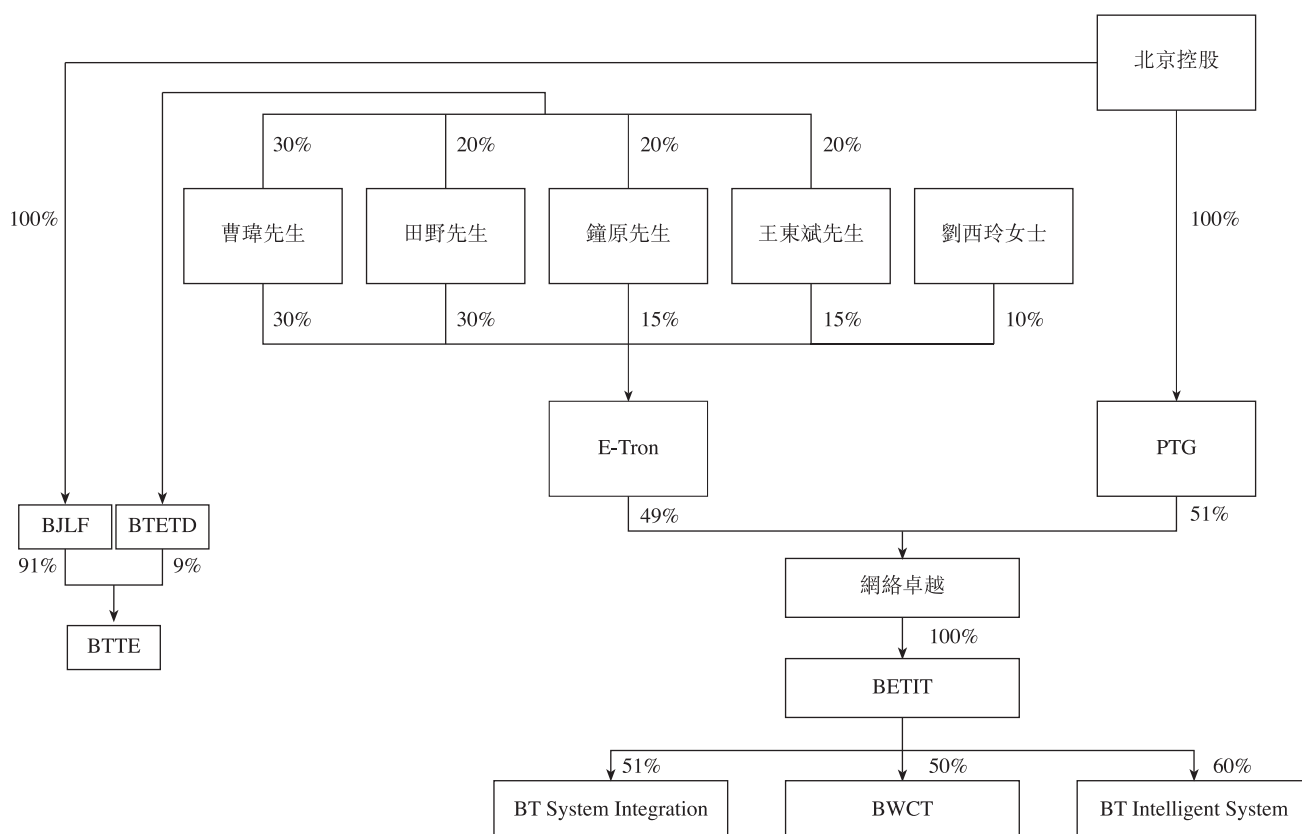 北京控股
30%
20%
20%
20%
100%
曹瑋先生
田野先生
鐘原先生
王東斌先生
劉西玲女士
100%
30%
30%
15%
15%
10%
E-Tron
PTG
BJLF
BTETD
49%
51%
91%
9%
網絡卓越
BTTE
100%
BETIT
51%
50%
60%
BT System Integration
BWCT
BT Intelligent System